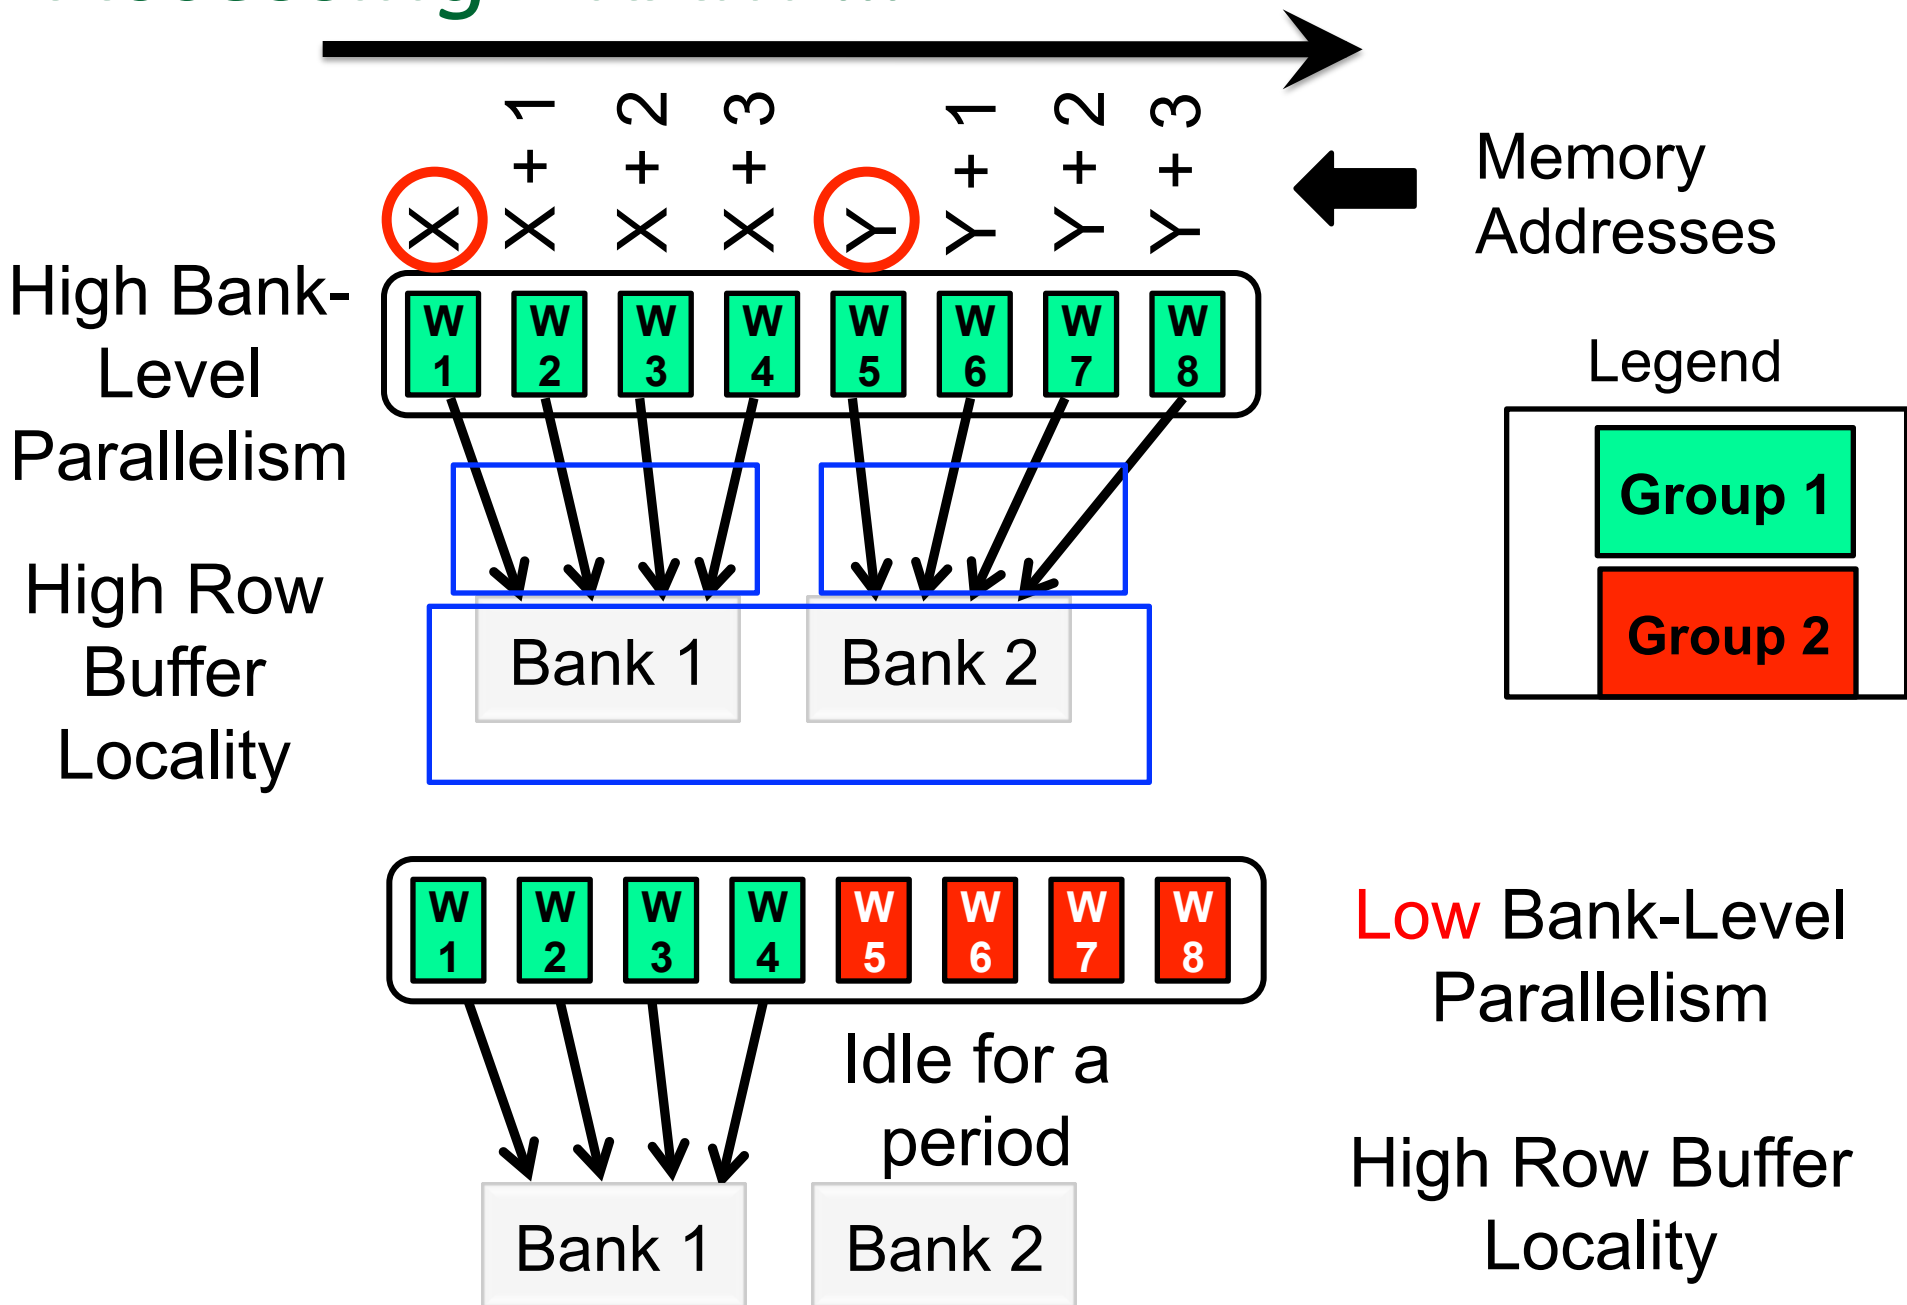 X
X + 1
X + 2
X + 3
Y
Y + 1
Y + 2
Y + 3
Memory
Addresses
High Bank-
Level
Parallelism
W
1
W
2
W
3
W
4
W
5
W
6
W
7
W
8
Legend
Group 1
Group 2
High Row
Buffer
Locality
Bank 1
Bank 2
W
1
W
2
W
3
W
4
W
5
W
6
W
7
W
8
Low Bank-Level
Parallelism
Idle for a
period
High Row Buffer
Locality
Bank 1
Bank 2